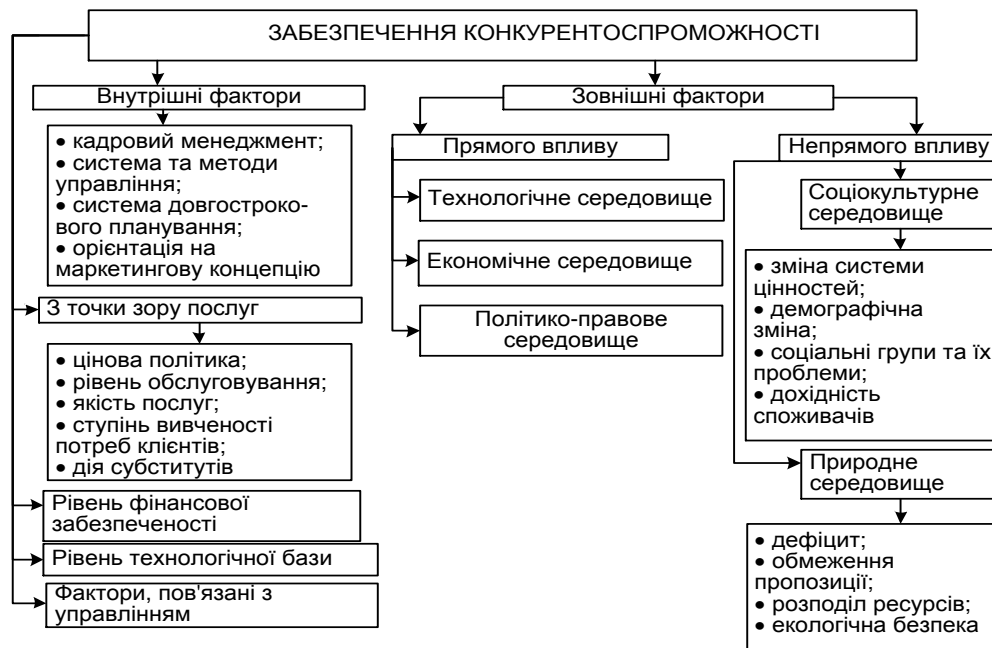 ЗАБЕЗПЕЧЕННЯ КОНКУРЕНТОСПРОМОЖНОСТІ
Внутрішні фактори
• кадровий менеджмент;
• система та методи
управління;
• система довгостроко-
вого планування;
• орієнтація на
маркетингову концепцію
З точки зору послуг
• цінова політика;
• рівень обслуговування;
• якість послуг;
• ступінь вивченості
потреб клієнтів;
• дія субститутів
Рівень фінансової
забезпеченості
Рівень технологічної бази
Фактори, пов'язані з
управлінням
Зовнішні фактори
Прямого впливу
Технологічне середовище
Економічне середовище
Політико-правове
середовище
Непрямого впливу
Соціокультурне
середовище
• зміна системи
цінностей;
• демографічна
зміна;
• соціальні групи та їх
проблеми;
• дохідність
споживачів
Природне
середовище
• дефіцит;
• обмеження
пропозиції;
• розподіл ресурсів;
• екологічна безпека